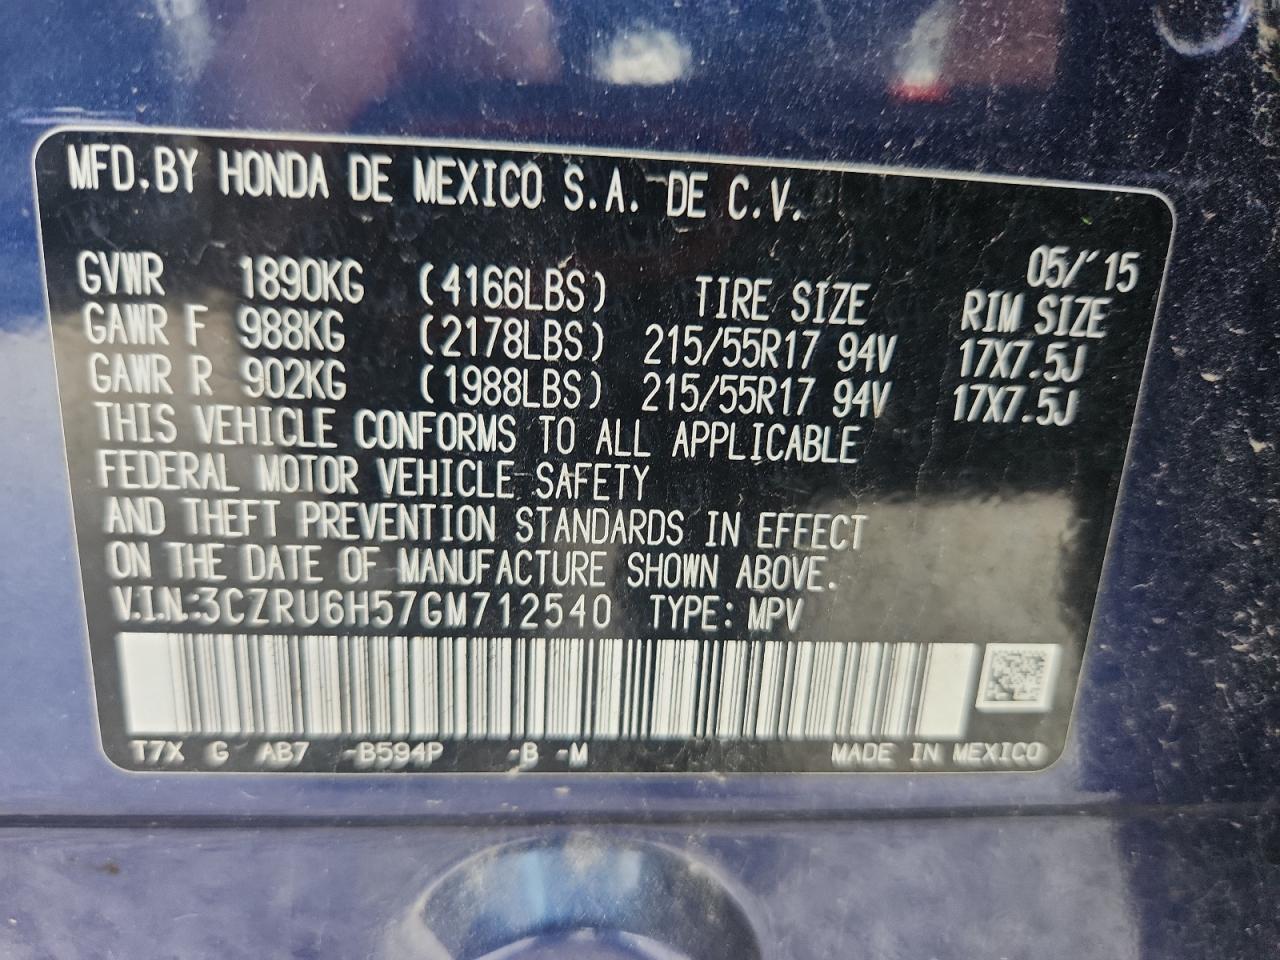 MFD.BY HONDA DE MEXICO S.A. DE C.V.
05/'15
GVWR 1890KG (4166LBS) TIRE SIZE RIM SIZE
GAWR F 988KG (2178LBS) 215/55R17 94V 17X7.5J
GAWR R 902KG (1988LBS) 215/55R17 94V 17X7.5J
THIS VEHICLE CONFORMS TO ALL APPLICABLE
FEDERAL MOTOR VEHICLE SAFETY
AND THEFT PREVENTION STANDARDS IN EFFECT
ON THE DATE OF MANUFACTURE SHOWN ABOVE.
V.I.N.:3CZRU6H57GM712540 TYPE: MPV
T7X G AB7 -B594P -B -M MADE IN MEXICO